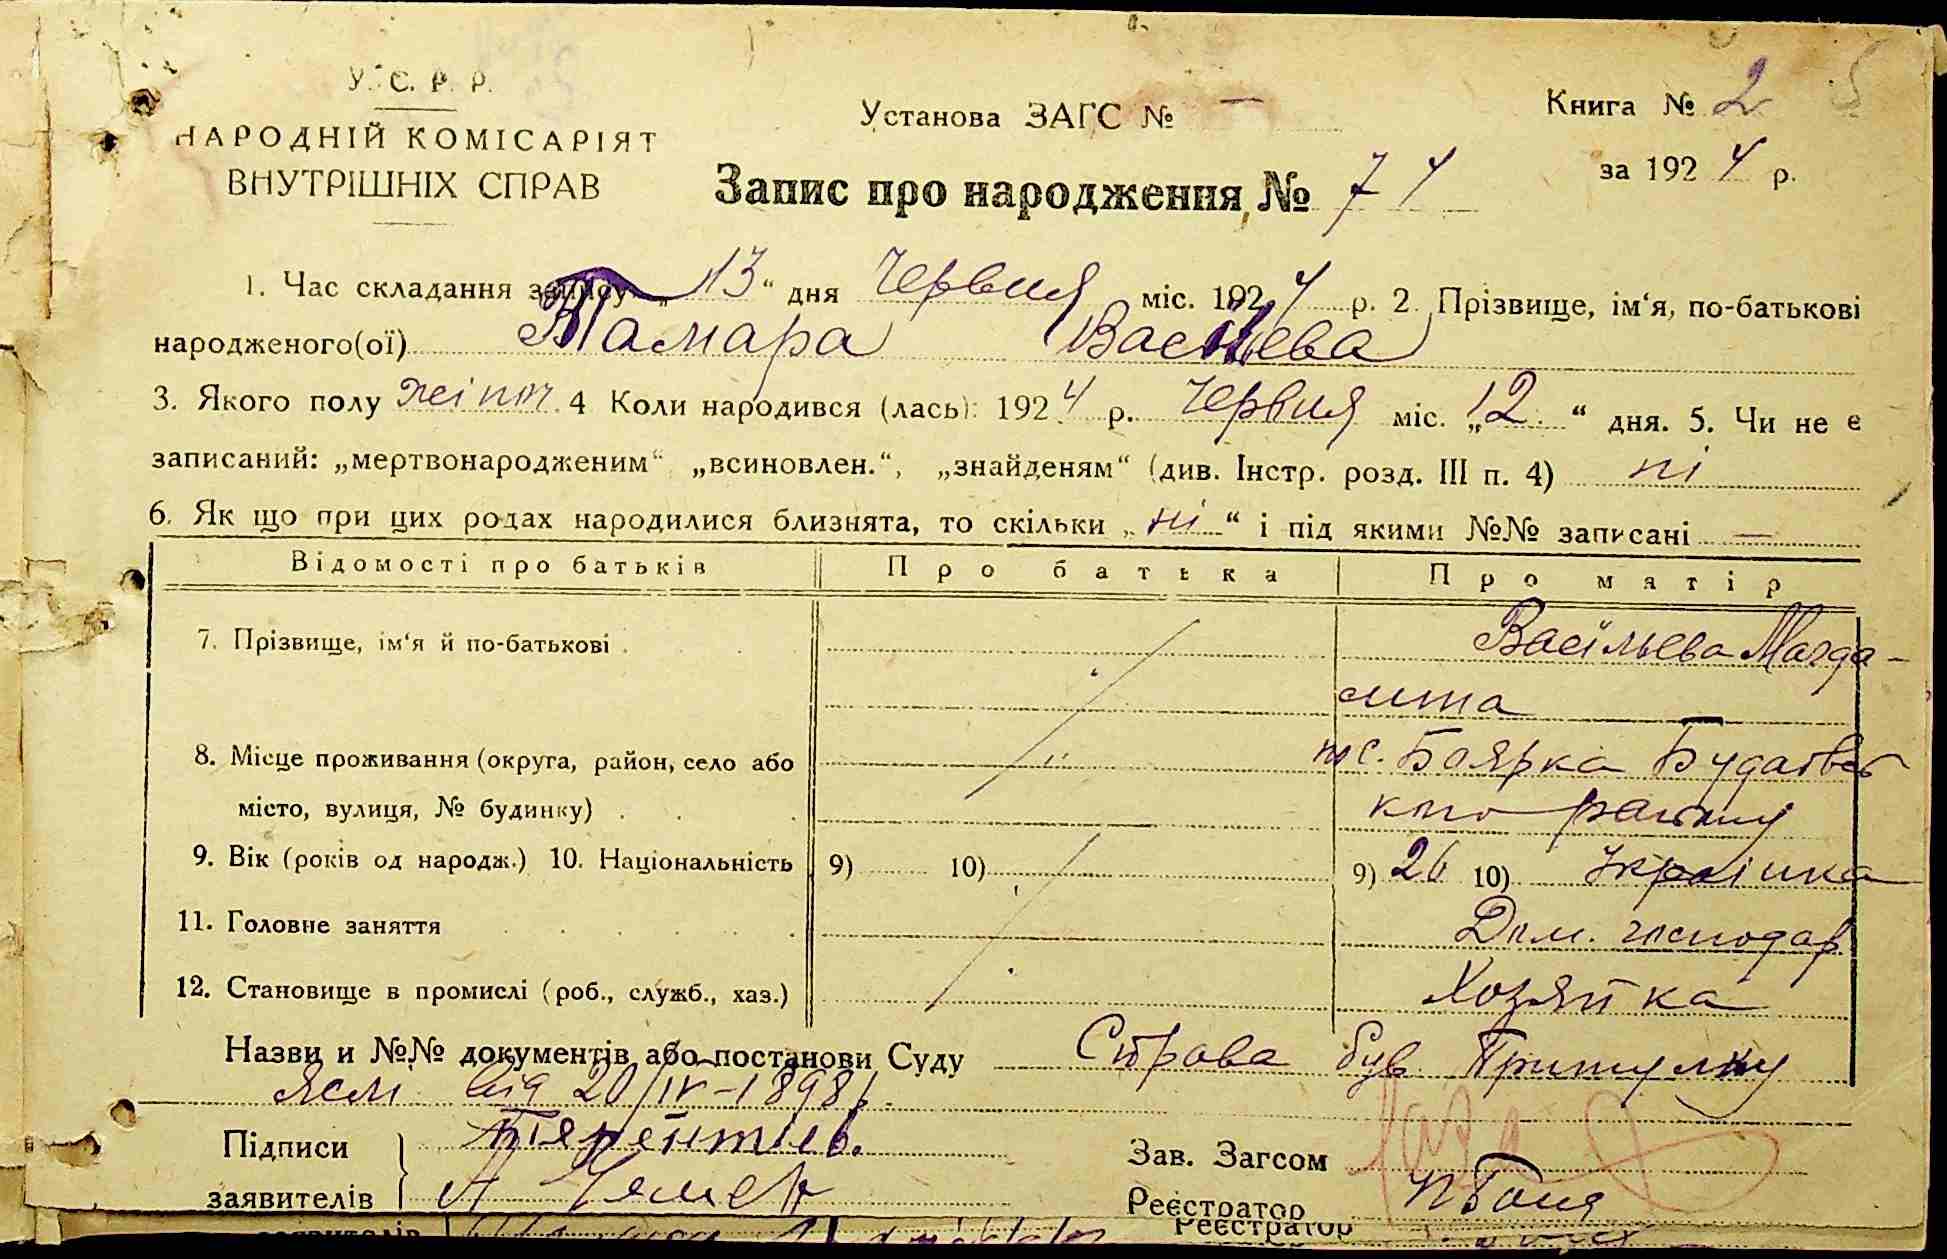 У. С. Р. Р.
НАРОДНІЙ КОМІСАРІЯТ
ВНУТРІШНІХ СПРАВ
Установа ЗАГС № —
Книга № 2
за 1924 р.
Запис про народження № 74
1. Час складання запису „13“ дня Червня міс. 1924 р. 2. Прізвище, ім‘я, по-батькові
народженого(ої) Тамара Васілєва
3. Якого полу жіноч. 4 Коли народився (лась): 1924 р. Червня міс. „12“ дня. 5. Чи не є
записаний: „мертвонародженим“ „всиновлен.“, „знайденям“ (див. Інстр. розд. III п. 4) ні
6. Як що при цих родах народилися близнята, то скільки „ні“ і під якими №№ записані —
Відомості про батьків Про батька Про матір
7. Прізвище, ім‘я й по-батькові Васільева Магда-
лина
8. Місце проживання (округа, район, село або с. Боярка
місто, вулиця, № будинку) району
9. Вік (років од народж.) 10. Національність 9) 10) 9) 26 10) Українка
11. Головне заняття Дом. господар
12. Становище в промислі (роб., служб., хаз.) Хозяйка
Назви и №№ документів або постанови Суду Справа був. Притулку
від 20/IV-1898
Підписи
заявителів
Зав. Загсом
Реєстратор
заявителів Реєстратор